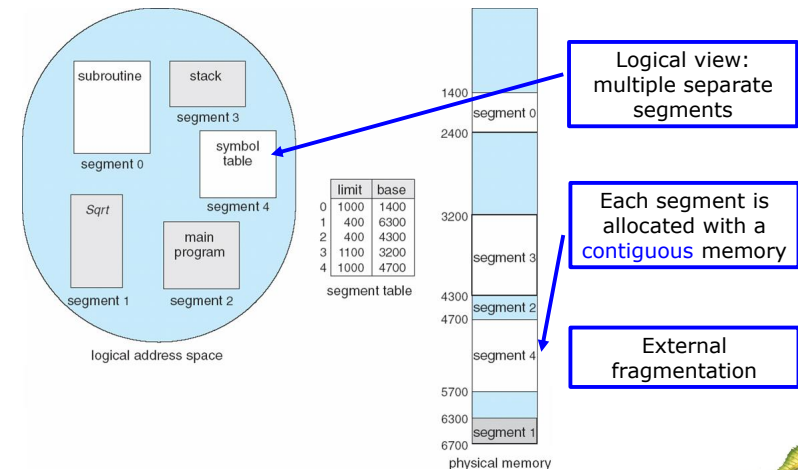 subroutine
segment 0
stack
segment 3
symbol
table
segment 4
Sqrt
segment 1
main
program
segment 2
logical address space
limit base
0 1000 1400
1 400 6300
2 400 4300
3 1100 3200
4 1000 4700
segment table
1400
segment 0
2400
3200
segment 3
4300
segment 2
4700
segment 4
5700
6300
segment 1
6700
physical memory
Logical view:
multiple separate
segments
Each segment is
allocated with a
contiguous memory
External
fragmentation